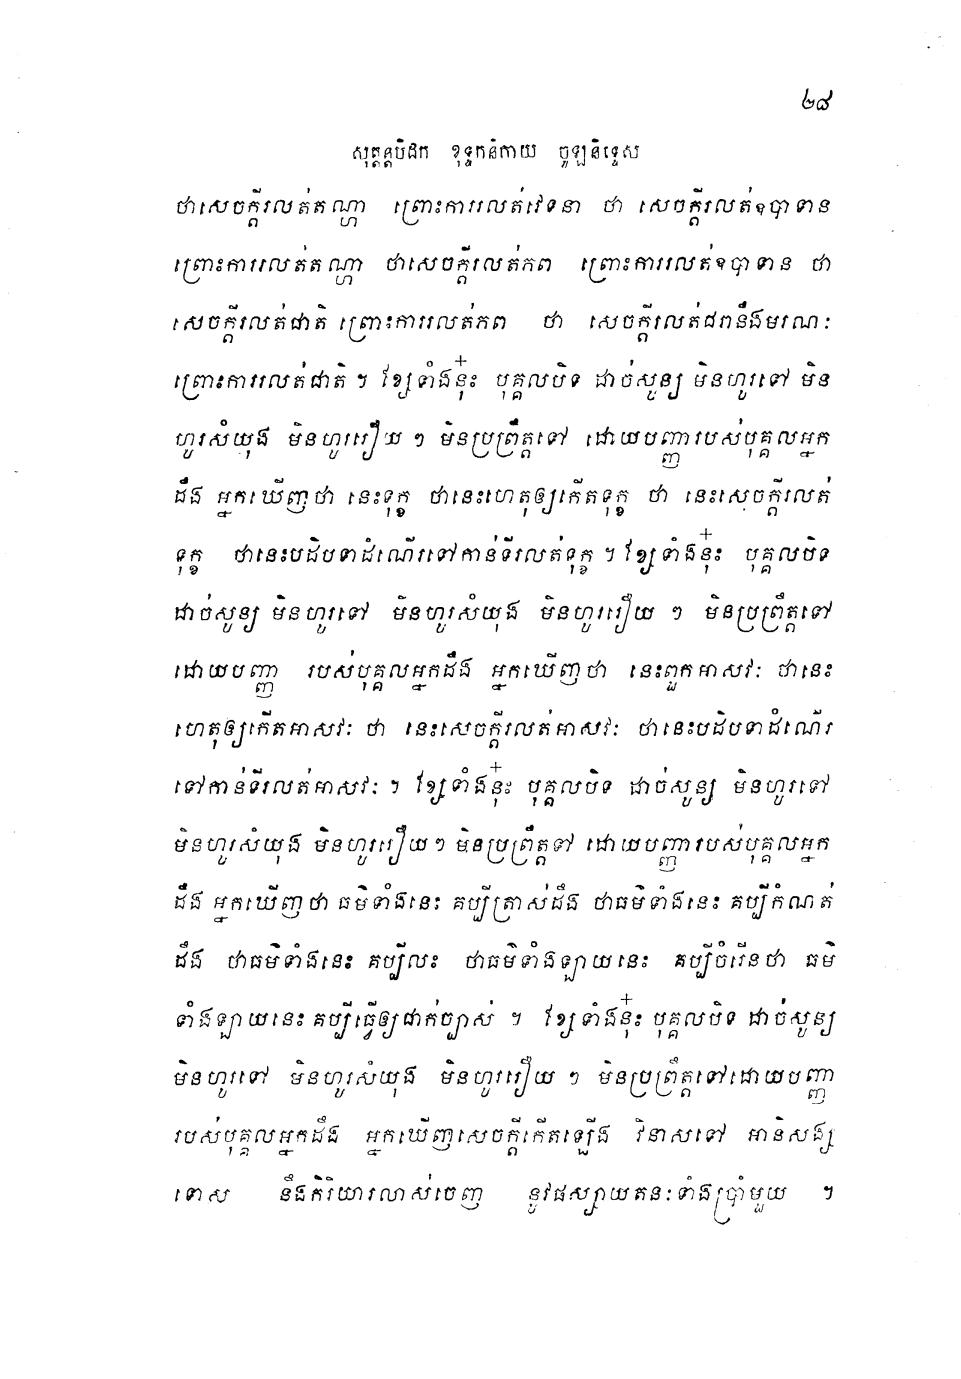 ២៨
សុត្តន្តបិដក ខុទ្ទកនិកាយ ចូឡនិទ្ទេស
ថាសេចក្តីរលត់តណ្ហា ព្រោះការរលត់វេទនា ថា សេចក្តីរលត់ឧបាទាន
ព្រោះការរលត់តណ្ហា ថាសេចក្តីរលត់ភព ព្រោះការរលត់ឧបាទាន ថា
សេចក្តីរលត់ជាតិ ព្រោះការរលត់ភព ថា សេចក្តីរលត់ជរានឹងមរណៈ
ព្រោះការរលត់ជាតិ ។ ខ្សែទាំង+នុ៎ះ បុគ្គលបិទ ដាច់សូន្យ មិនហូរទៅ មិន
ហូរសំយុង មិនហូររឿយ ៗ មិនប្រព្រឹត្តទៅ ដោយបញ្ញារបស់បុគ្គលអ្នក
ដឹង អ្នកឃើញថា នេះទុក្ខ ថានេះហេតុឲ្យកើតទុក្ខ ថា នេះសេចក្តីរលត់
ទុក្ខ ថានេះបដិបទាដំណើរទៅកាន់ទីរលត់ទុក្ខ ។ ខ្សែទាំង+នុ៎ះ បុគ្គលបិទ
ដាច់សូន្យ មិនហូរទៅ មិនហូរសំយុង មិនហូររឿយ ៗ មិនប្រព្រឹត្តទៅ
ដោយបញ្ញា របស់បុគ្គលអ្នកដឹង អ្នកឃើញថា នេះពួកអាសវៈ ថានេះ
ហេតុឲ្យកើតអាសវៈ ថា នេះសេចក្តីរលត់អាសវៈ ថានេះបដិបទាដំណើរ
ទៅកាន់ទីរលត់អាសវៈ ។ ខ្សែទាំង+នុ៎ះ បុគ្គលបិទ ដាច់សូន្យ មិនហូរទៅ
មិនហូរសំយុង មិនហូររឿយ ៗ មិនប្រព្រឹត្តទៅ ដោយបញ្ញារបស់បុគ្គលអ្នក
ដឹង អ្នកឃើញថា ធម៌ទាំងនេះ គប្បីត្រាស់ដឹង ថាធម៌ទាំងនេះ គប្បីកំណត់
ដឹង ថាធម៌ទាំងនេះ គប្បីលះ ថាធម៌ទាំងឡាយនេះ គប្បីចំរើនថា ធម៌
ទាំងឡាយនេះ គប្បីធ្វើឲ្យជាក់ច្បាស់ ។ ខ្សែទាំង+នុ៎ះ បុគ្គលបិទ ដាច់សូន្យ
មិនហូរទៅ មិនហូរសំយុង មិនហូររឿយ ៗ មិនប្រព្រឹត្តទៅដោយបញ្ញា
របស់បុគ្គលអ្នកដឹង អ្នកឃើញសេចក្តីកើតឡើង វិនាសទៅ អានិសង្ស
ទោស នឹងកិរិយារលាស់ចេញ នូវផស្សាយតនៈទាំងប្រាំមួយ ។